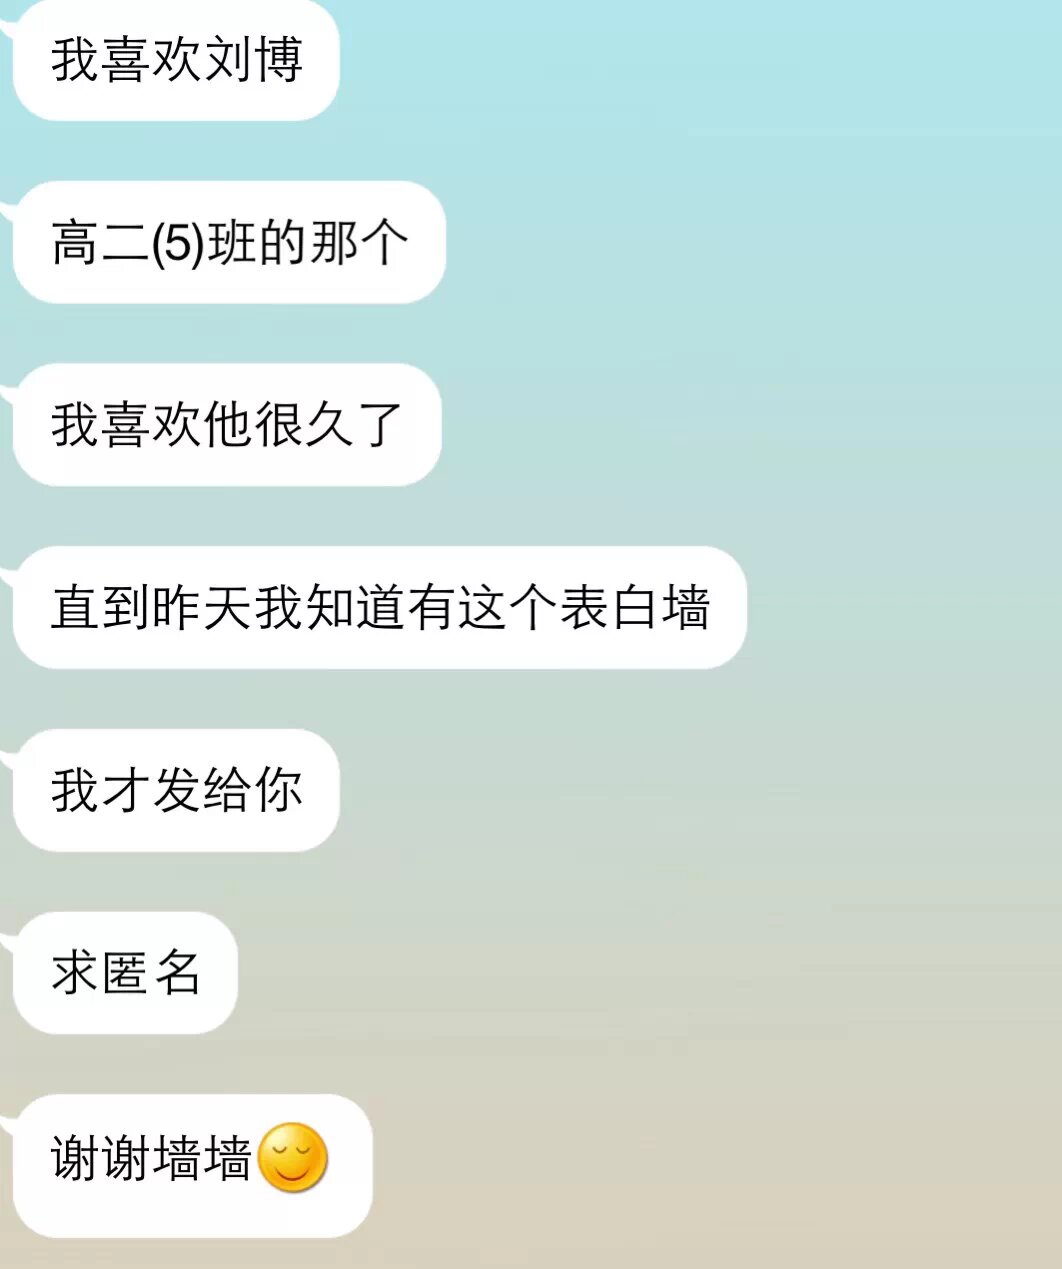 我喜欢刘博
高二(5)班的那个
我喜欢他很久了
直到昨天我知道有这个表白墙
我才发给你
求匿名
谢谢墙墙